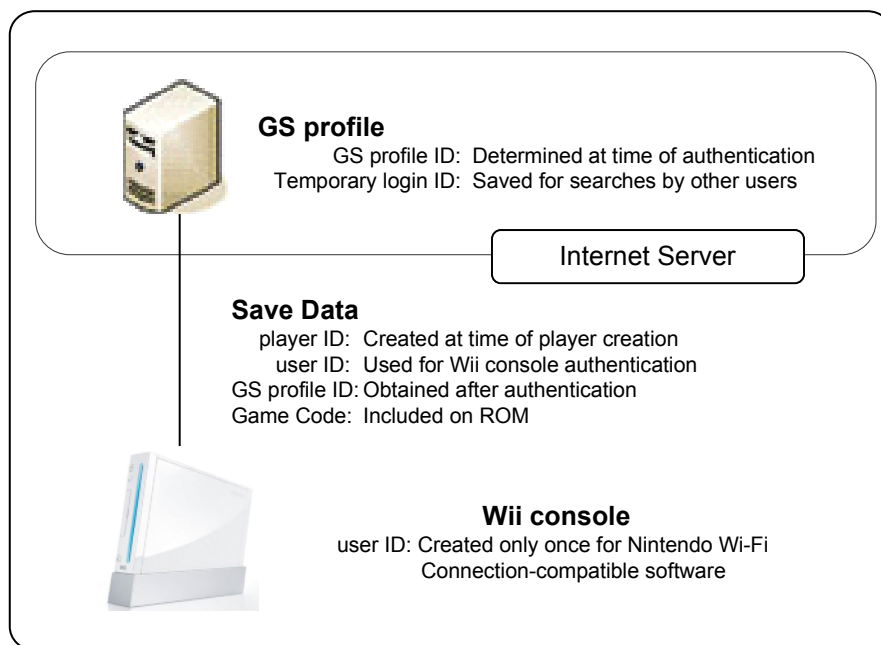 GS profile
GS profile ID: Determined at time of authentication
Temporary login ID: Saved for searches by other users
Internet Server
Save Data
player ID: Created at time of player creation
user ID: Used for Wii console authentication
GS profile ID: Obtained after authentication
Game Code: Included on ROM
Wii console
user ID: Created only once for Nintendo Wi-Fi
Connection-compatible software